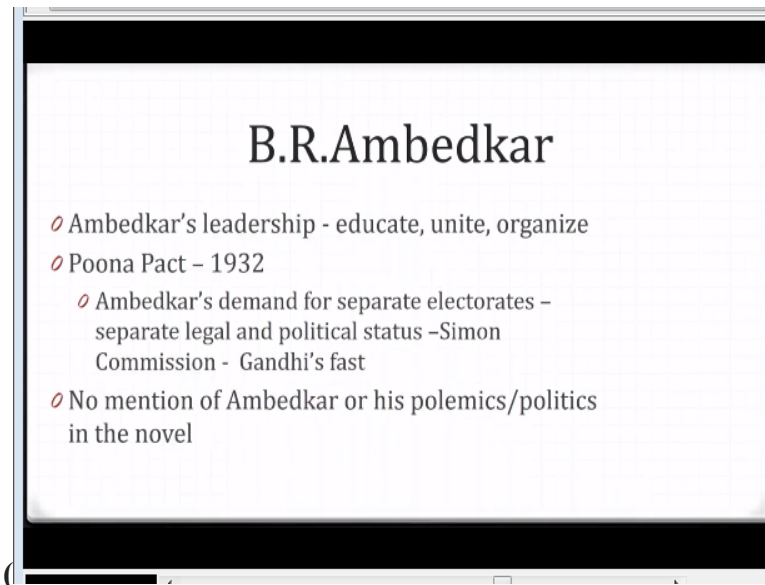 B.R.Ambedkar
Ambedkar's leadership - educate, unite, organize
Poona Pact – 1932
Ambedkar's demand for separate electorates –
separate legal and political status –Simon
Commission - Gandhi's fast
No mention of Ambedkar or his polemics/politics
in the novel
(